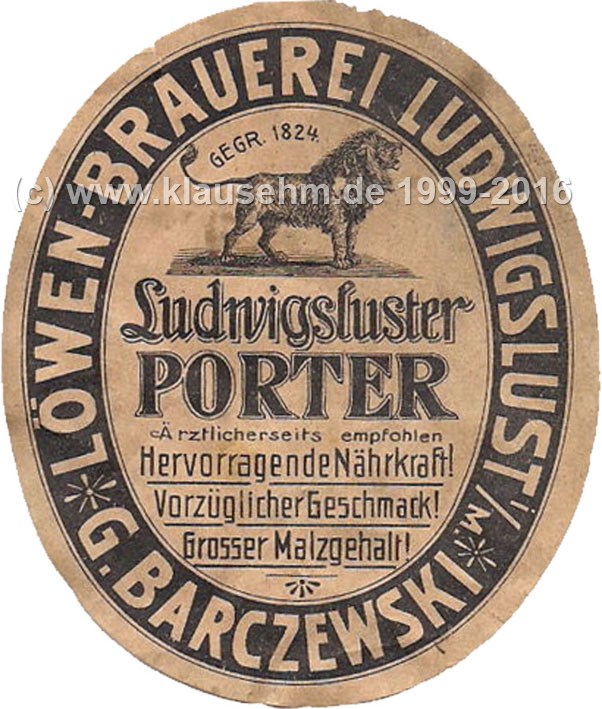 LÖWEN-BRAUEREI LUDWIGSLUST I/M.
GEGR. 1824.
(c) www.klausehm.de 1999-2016
Ludwigsluster
PORTER
Ärztlicherseits empfohlen
Hervorragende Nährkraft!
Vorzüglicher Geschmack!
Grosser Malzgehalt!
G. BARCZEWSKI